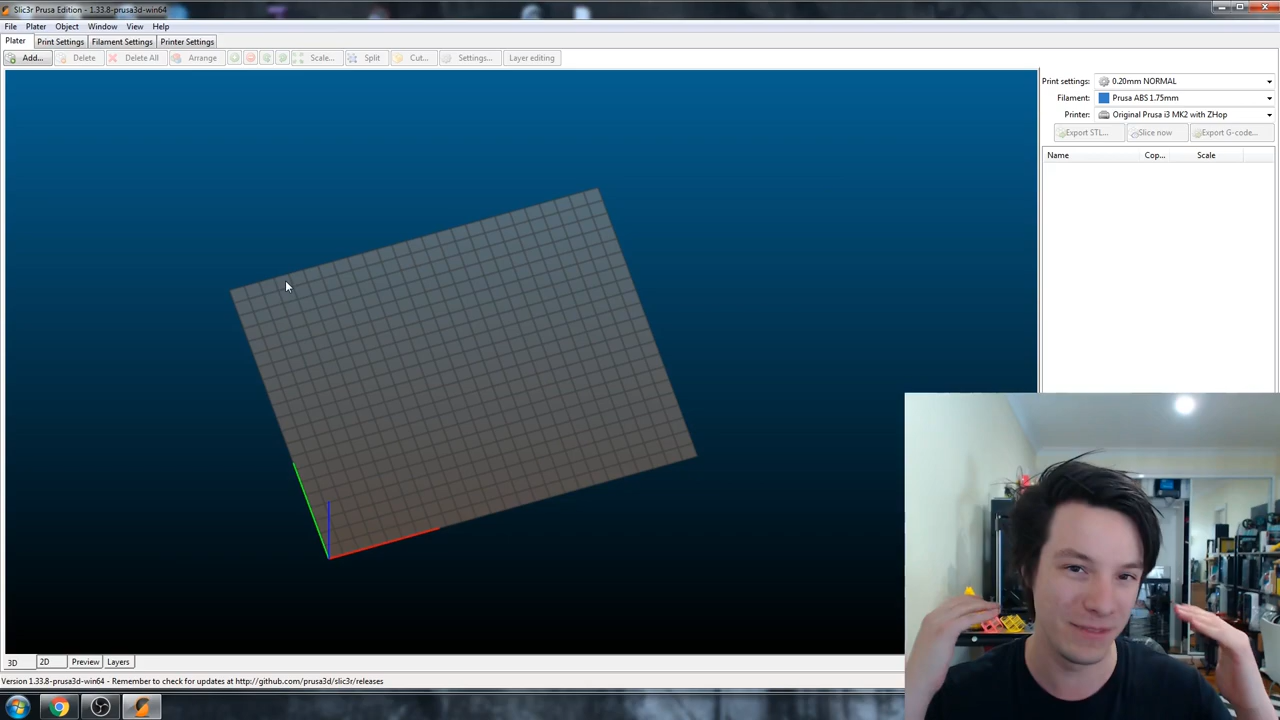 Slic3r Prusa Edition - 1.33.8-prusa3d-win64
File Plater Object Window View Help
Plater Print Settings Filament Settings Printer Settings
Add... Delete Delete All Arrange Scale... Split Cut... Settings... Layer editing
Print settings: 0.20mm NORMAL
Filament: Prusa ABS 1.75mm
Printer: Original Prusa i3 MK2 with ZHop
Export STL... Slice now Export G-code...
Name Cop... Scale
3D 2D Preview Layers
Version 1.33.8-prusa3d-win64 - Remember to check for updates at http://github.com/prusa3d/slic3r/releases